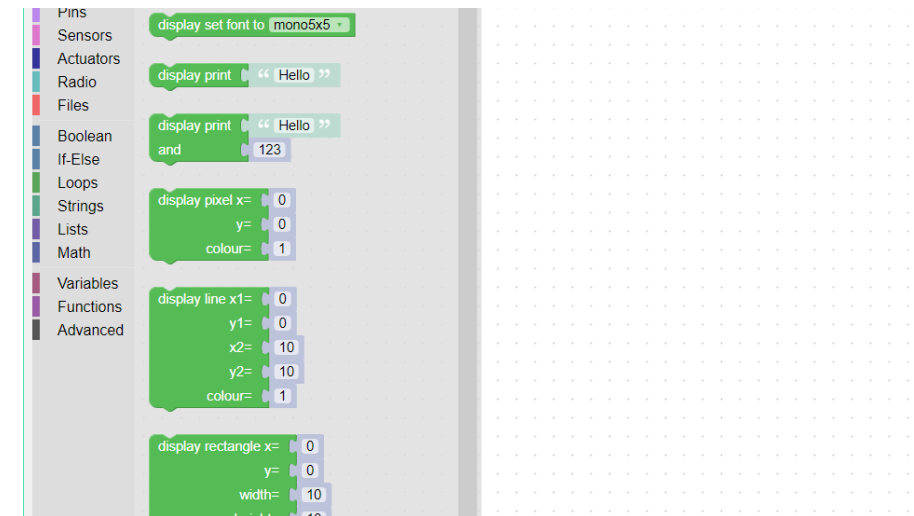 Pins
Sensors
Actuators
Radio
Files
Boolean
If-Else
Loops
Strings
Lists
Math
Variables
Functions
Advanced
display set font to mono5x5
display print “ Hello ”
display print “ Hello ”
and 123
display pixel x= 0
y= 0
colour= 1
display line x1= 0
y1= 0
x2= 10
y2= 10
colour= 1
display rectangle x= 0
y= 0
width= 10